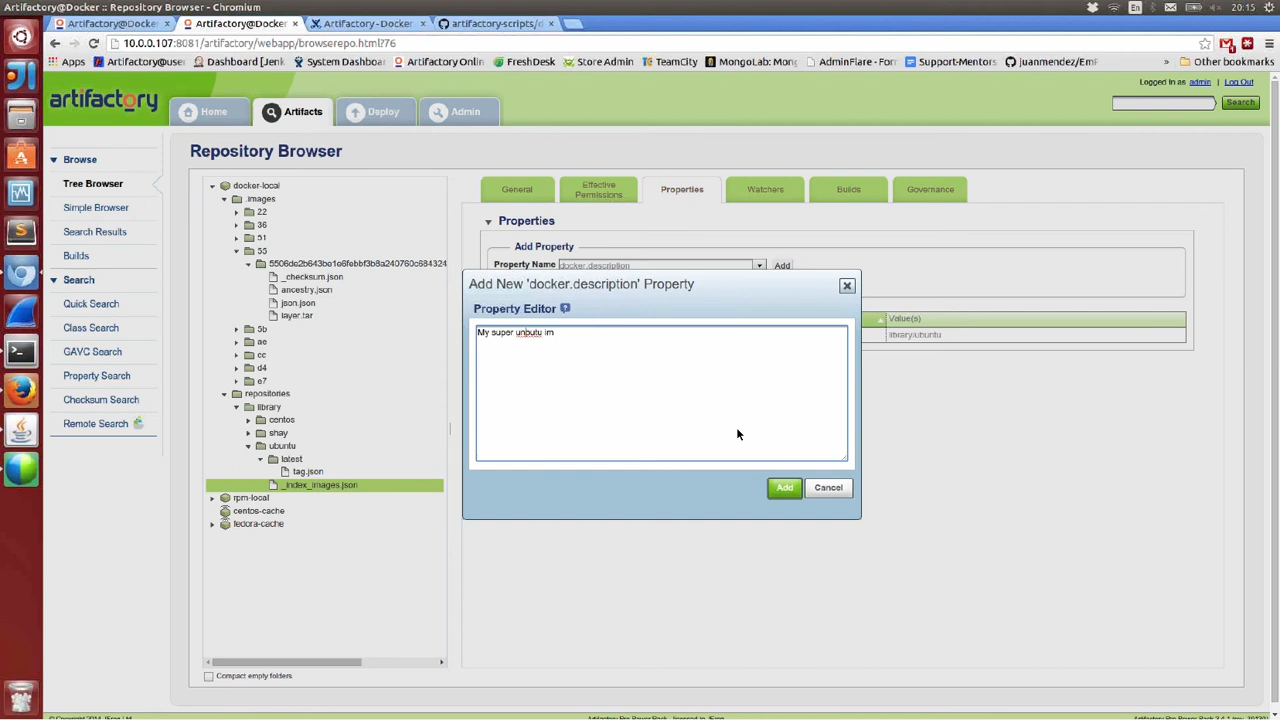 Artifactory@Docker :: Repository Browser - Chromium
En
20:15
Artifactory@Docker
Artifactory@Docker
Artifactory - Docker
artifactory-scripts/d
10.0.0.107:8081/artifactory/webapp/browserepo.html?76
Apps
Artifactory@use
Dashboard [Jenk
System Dashboa
Artifactory Onlin
FreshDesk
Store Admin
TeamCity
MongoLab: Mong
AdminFlare - Forn
Support-Mentors
juanmendez/EmF
»
Other bookmarks
artifactory
Logged in as admin | Log Out
Home
Artifacts
Deploy
Admin
Search
Browse
Tree Browser
Simple Browser
Search Results
Builds
Search
Quick Search
Class Search
GAVC Search
Property Search
Checksum Search
Remote Search
Repository Browser
docker-local
.images
22
36
51
55
5506de2b643be1e6febbf3b8a240760c684324
_checksum.json
ancestry.json
json.json
layer.tar
5b
ae
cc
d4
e7
repositories
library
centos
shay
ubuntu
latest
tag.json
_index_images.json
rpm-local
centos-cache
fedora-cache
Compact empty folders
General
Effective Permissions
Properties
Watchers
Builds
Governance
Properties
Add Property
Property Name
docker.description
Add
Value(s)
library/ubuntu
Add New 'docker.description' Property
Property Editor ?
My super unbutu im
Add
Cancel